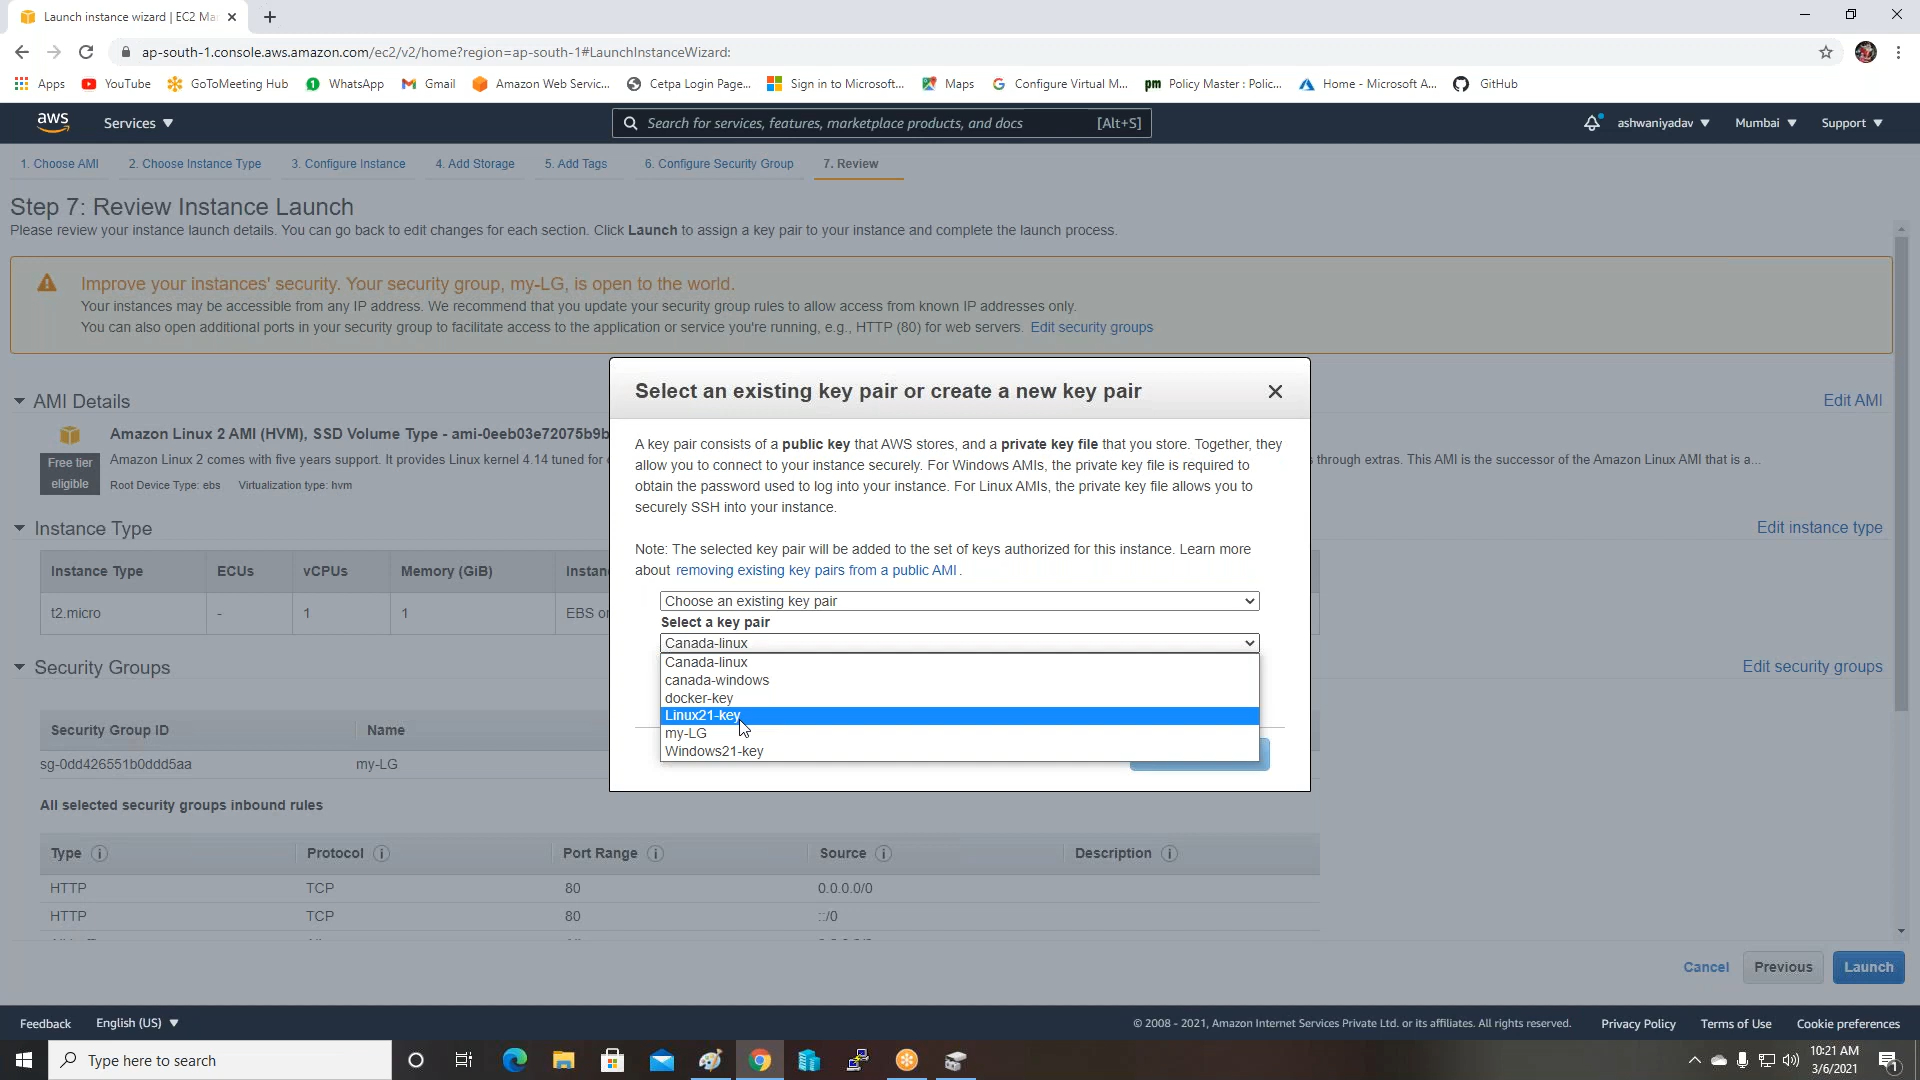 Launch instance wizard | EC2 Ma
ap-south-1.console.aws.amazon.com/ec2/v2/home?region=ap-south-1#LaunchInstanceWizard:
Apps YouTube GoToMeeting Hub WhatsApp Gmail Amazon Web Servic... Cetpa Login Page... Sign in to Microsoft... Maps Configure Virtual M... pm Policy Master : Polic... Home - Microsoft A... GitHub
aws Services Search for services, features, marketplace products, and docs [Alt+S] ashwaniyadav Mumbai Support
1. Choose AMI 2. Choose Instance Type 3. Configure Instance 4. Add Storage 5. Add Tags 6. Configure Security Group 7. Review
Step 7: Review Instance Launch
Please review your instance launch details. You can go back to edit changes for each section. Click Launch to assign a key pair to your instance and complete the launch process.
Improve your instances' security. Your security group, my-LG, is open to the world.
Your instances may be accessible from any IP address. We recommend that you update your security group rules to allow access from known IP addresses only.
You can also open additional ports in your security group to facilitate access to the application or service you're running, e.g., HTTP (80) for web servers. Edit security groups
AMI Details Edit AMI
Amazon Linux 2 AMI (HVM), SSD Volume Type - ami-0eeb03e72075b9b
Free tier eligible
Amazon Linux 2 comes with five years support. It provides Linux kernel 4.14 tuned for
through extras. This AMI is the successor of the Amazon Linux AMI that is a...
Root Device Type: ebs Virtualization type: hvm
Instance Type Edit instance type
Instance Type ECUs vCPUs Memory (GiB) Instan
t2.micro - 1 1 EBS o
Security Groups Edit security groups
Security Group ID Name
sg-0dd426551b0ddd5aa my-LG
All selected security groups inbound rules
Type Protocol Port Range Source Description
HTTP TCP 80 0.0.0.0/0
HTTP TCP 80 ::/0
Select an existing key pair or create a new key pair
A key pair consists of a public key that AWS stores, and a private key file that you store. Together, they
allow you to connect to your instance securely. For Windows AMIs, the private key file is required to
obtain the password used to log into your instance. For Linux AMIs, the private key file allows you to
securely SSH into your instance.
Note: The selected key pair will be added to the set of keys authorized for this instance. Learn more
about removing existing key pairs from a public AMI.
Choose an existing key pair
Select a key pair
Canada-linux
Canada-linux
canada-windows
docker-key
Linux21-key
my-LG
Windows21-key
Cancel Previous Launch
Feedback English (US) © 2008 - 2021, Amazon Internet Services Private Ltd. or its affiliates. All rights reserved. Privacy Policy Terms of Use Cookie preferences
Type here to search
10:21 AM
3/6/2021
1